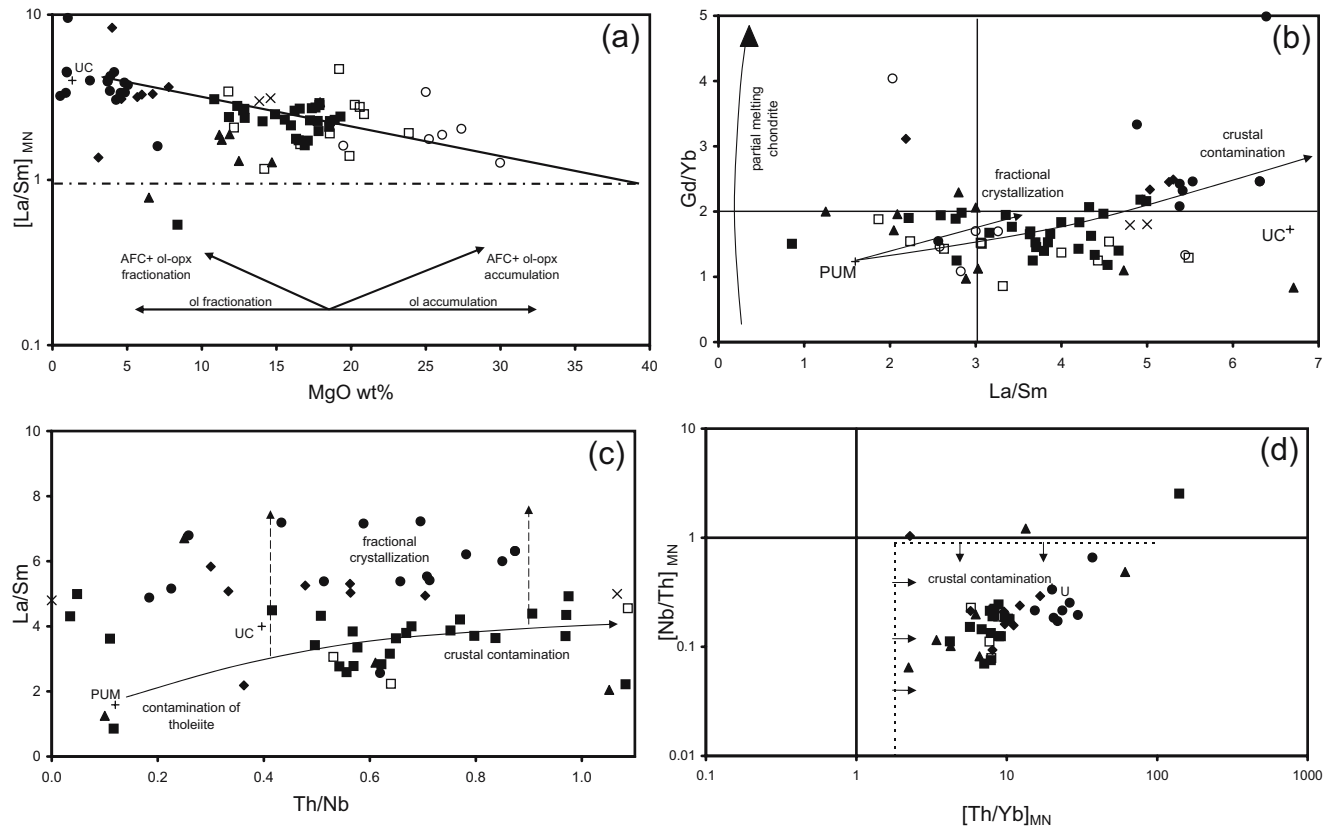 (a)
10
1
0.1
[La/Sm] MN
UC
AFC+ ol-opx
fractionation
AFC+ ol-opx
accumulation
ol fractionation
ol accumulation
0 5 10 15 20 25 30 35 40
MgO wt%
(b)
5
4
3
2
1
0
Gd/Yb
partial melting
chondrite
fractional
crystallization
crustal
contamination
PUM
UC
0 1 2 3 4 5 6 7
La/Sm
(c)
10
8
6
4
2
0
La/Sm
fractional
crystallization
UC
PUM
crustal contamination
contamination of
tholeiite
0.0 0.2 0.4 0.6 0.8 1.0
Th/Nb
(d)
10
1
0.1
0.01
[Nb/Th] MN
crustal contamination
U
0.1 1 10 100 1000
[Th/Yb]MN